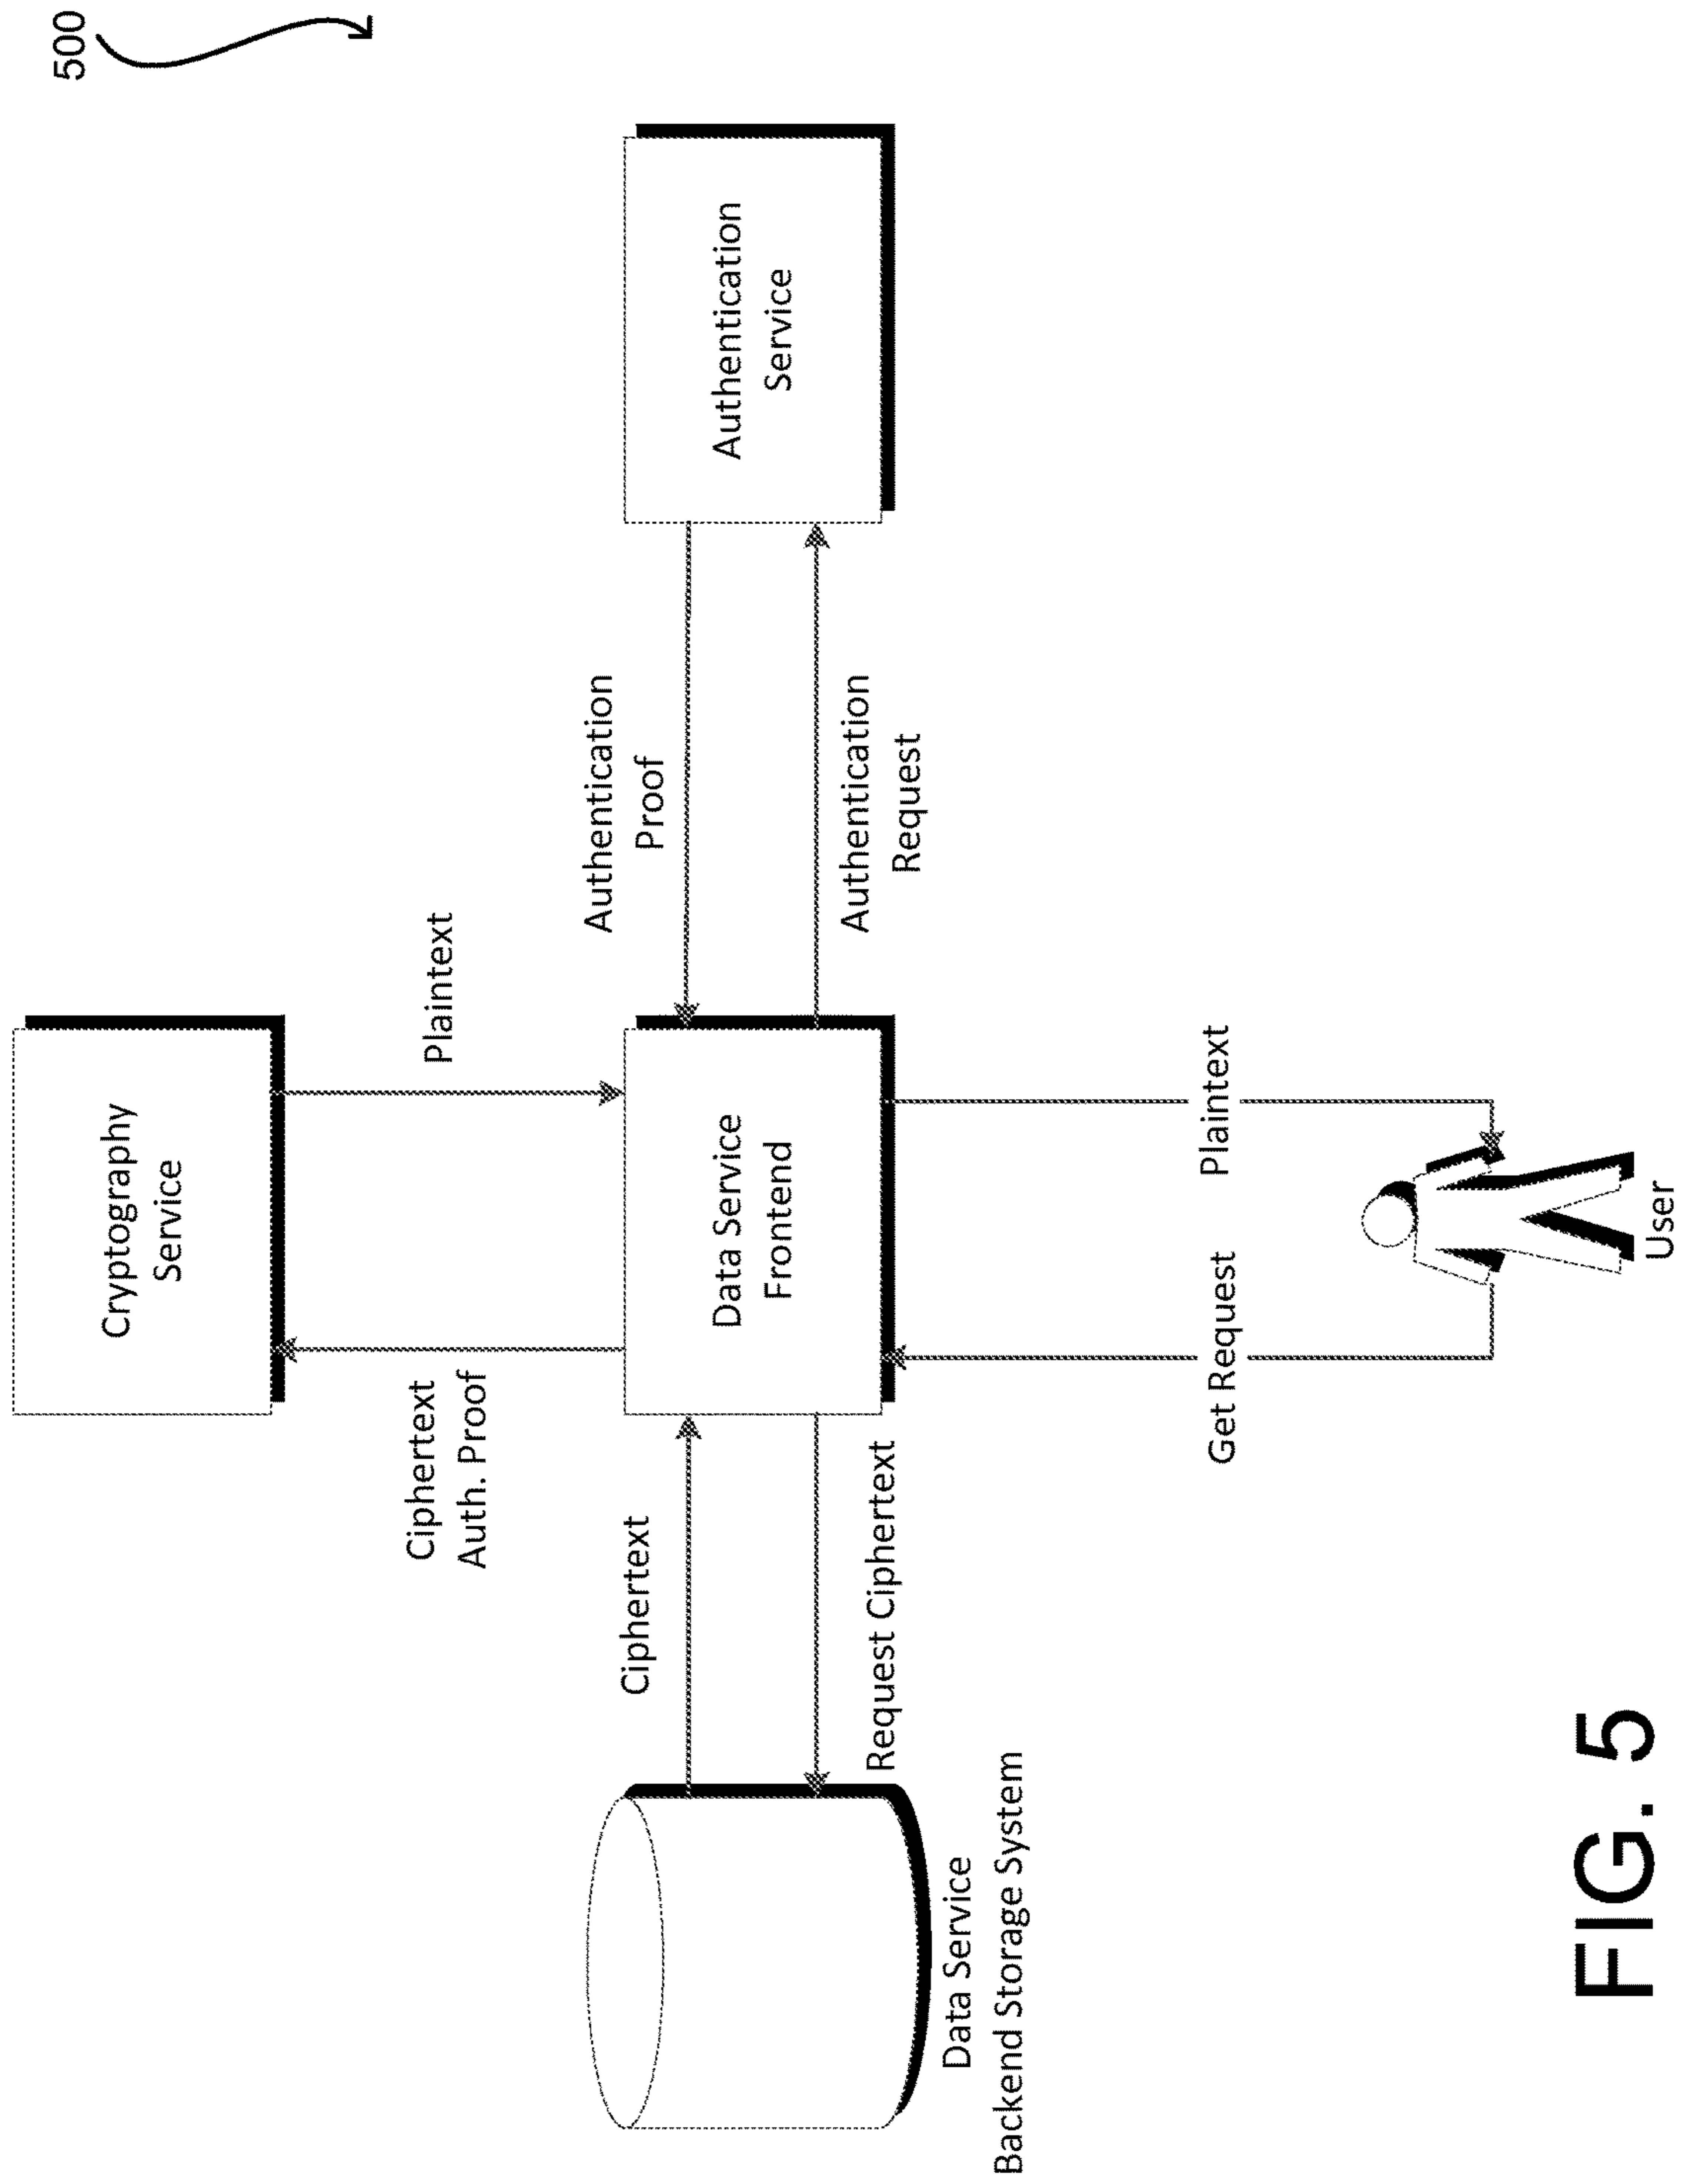 500
Cryptography
Service
Ciphertext
Auth. Proof
Plaintext
Ciphertext
Authentication
Proof
Data Service
Frontend
Authentication
Service
Request Ciphertext
Authentication
Request
Data Service
Backend Storage System
Get Request
Plaintext
User
FIG. 5